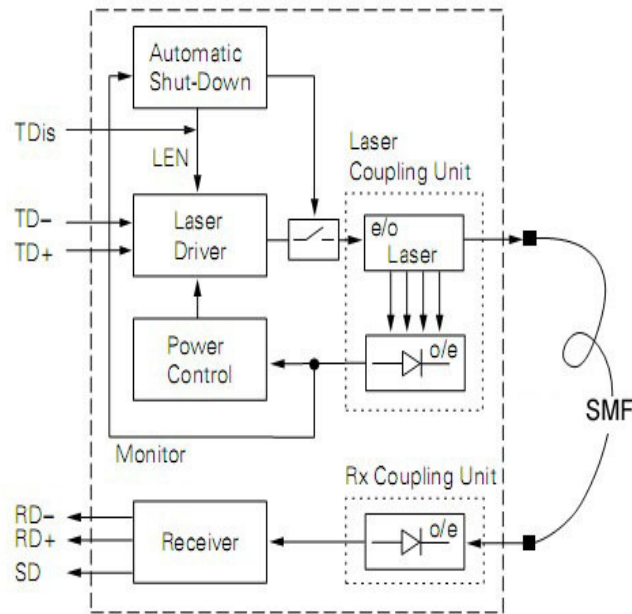 Automatic
Shut-Down
TDis
LEN
Laser
Coupling Unit
TD−
TD+
Laser
Driver
e/o
Laser
Power
Control
o/e
SMF
Monitor
Rx Coupling Unit
RD−
RD+
SD
Receiver
o/e